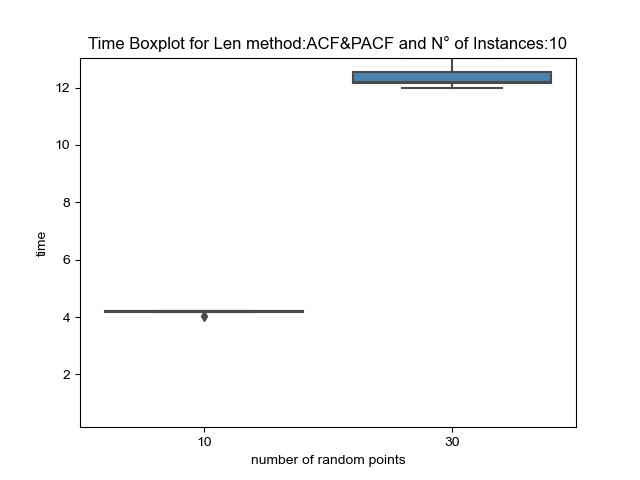 Time Boxplot for Len method:ACF&PACF and N° of Instances:10
12
10
8
6
4
2
time
10 30
number of random points